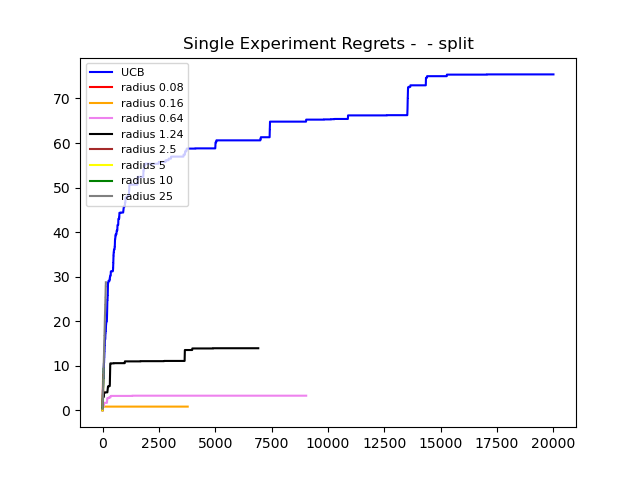 Single Experiment Regrets -  - split
UCB
radius 0.08
radius 0.16
radius 0.64
radius 1.24
radius 2.5
radius 5
radius 10
radius 25
70
60
50
40
30
20
10
0
0 2500 5000 7500 10000 12500 15000 17500 20000